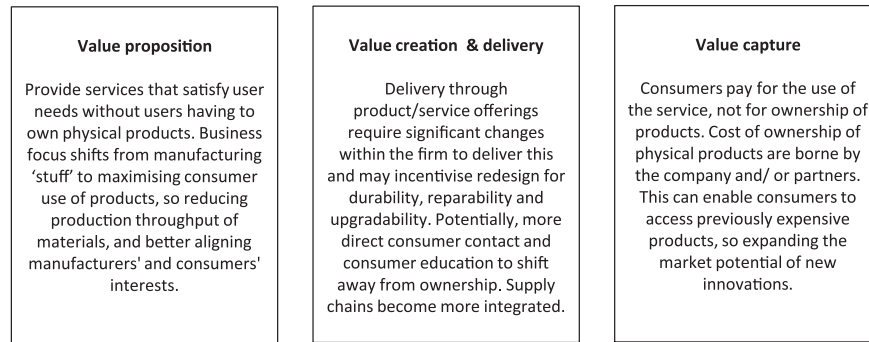 Value proposition
Provide services that satisfy user
needs without users having to
own physical products. Business
focus shifts from manufacturing
‘stuff’ to maximising consumer
use of products, so reducing
production throughput of
materials, and better aligning
manufacturers' and consumers'
interests.
Value creation & delivery
Delivery through
product/service offerings
require significant changes
within the firm to deliver this
and may incentivise redesign for
durability, reparability and
upgradability. Potentially, more
direct consumer contact and
consumer education to shift
away from ownership. Supply
chains become more integrated.
Value capture
Consumers pay for the use of
the service, not for ownership of
products. Cost of ownership of
physical products are borne by
the company and/ or partners.
This can enable consumers to
access previously expensive
products, so expanding the
market potential of new
innovations.